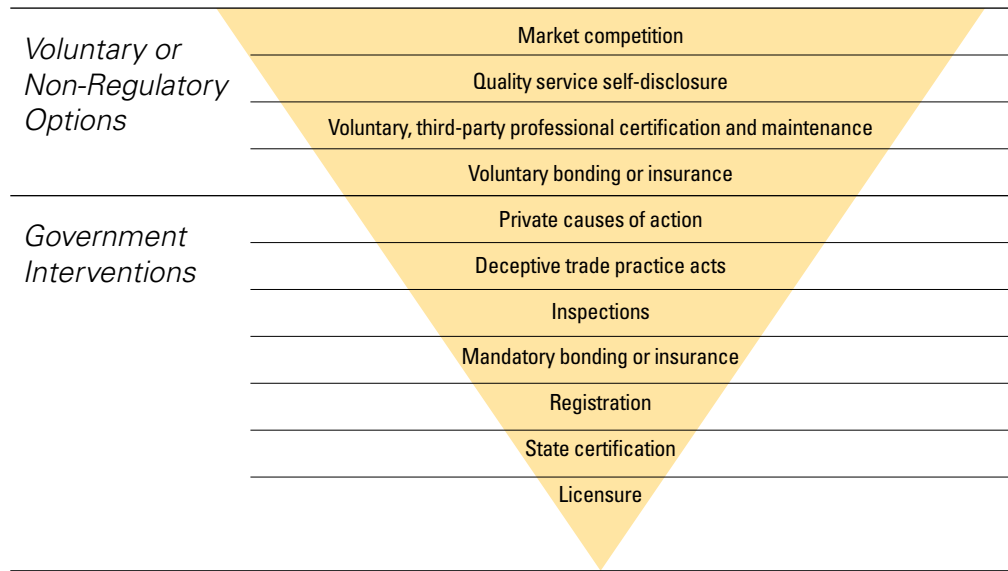 Voluntary or
Non-Regulatory
Options
Market competition
Quality service self-disclosure
Voluntary, third-party professional certification and maintenance
Voluntary bonding or insurance
Government
Interventions
Private causes of action
Deceptive trade practice acts
Inspections
Mandatory bonding or insurance
Registration
State certification
Licensure